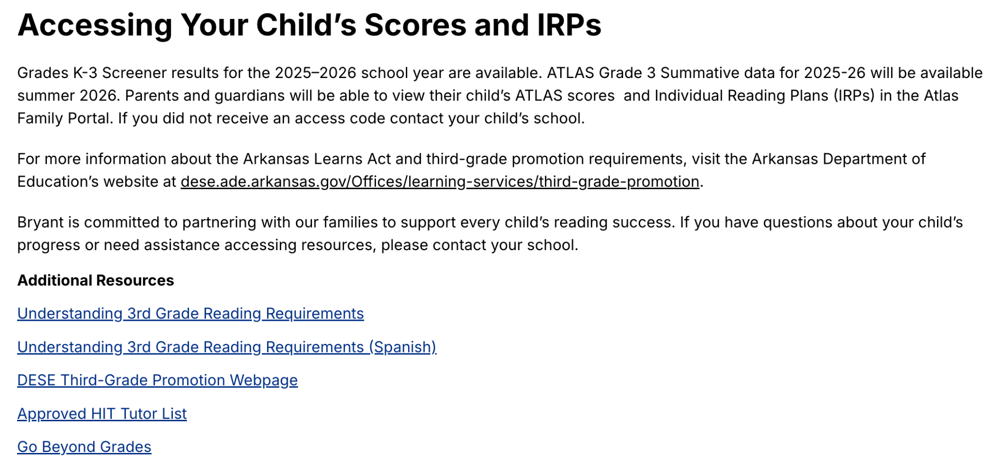 Accessing Your Child’s Scores and IRPs
Grades K-3 Screener results for the 2025–2026 school year are available. ATLAS Grade 3 Summative data for 2025-26 will be available
summer 2026. Parents and guardians will be able to view their child’s ATLAS scores  and Individual Reading Plans (IRPs) in the Atlas
Family Portal. If you did not receive an access code contact your child’s school.
For more information about the Arkansas Learns Act and third-grade promotion requirements, visit the Arkansas Department of
Education’s website at dese.ade.arkansas.gov/Offices/learning-services/third-grade-promotion.
Bryant is committed to partnering with our families to support every child’s reading success. If you have questions about your child’s
progress or need assistance accessing resources, please contact your school.
Additional Resources
Understanding 3rd Grade Reading Requirements
Understanding 3rd Grade Reading Requirements (Spanish)
DESE Third-Grade Promotion Webpage
Approved HIT Tutor List
Go Beyond Grades